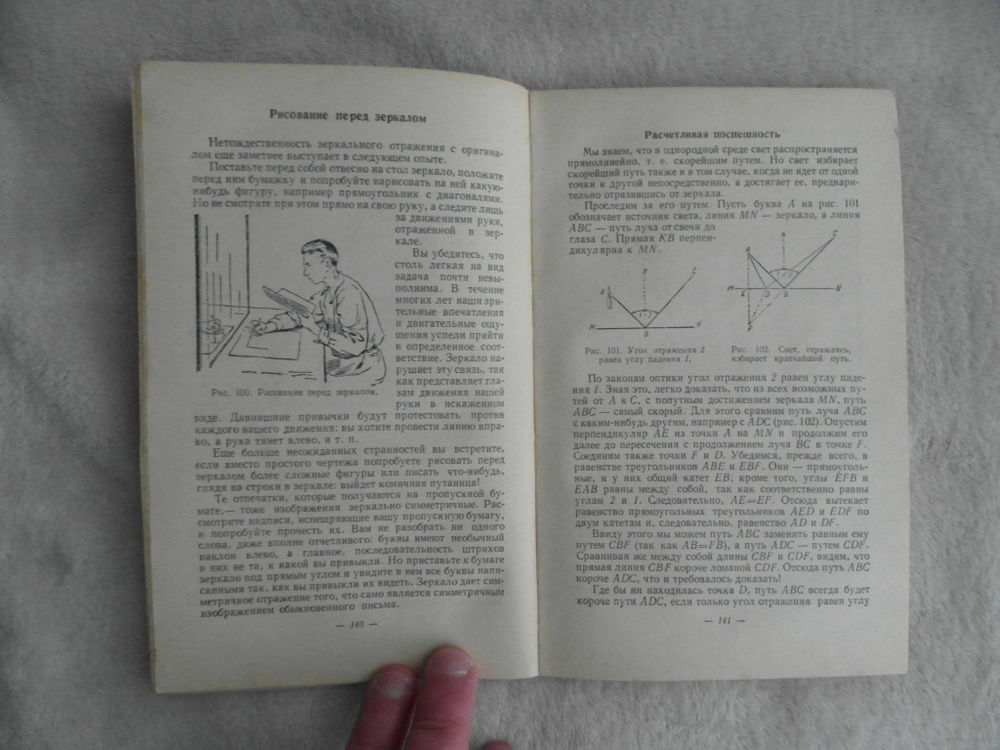 Рисование перед зеркалом
Нетождественность зеркального отражения с оригина-
лом еще заметнее выступает в следующем опыте.
Поставьте перед собой отвесно на стол зеркало, положите
перед ним бумажку и попробуйте нарисовать на ней какую-
нибудь фигуру, например прямоугольник с диагоналями.
Но не смотрите при этом прямо на свою руку, а следите лишь
за движениями руки,
отраженной в зер-
кале.
Вы убедитесь, что
столь легкая на вид
задача почти невы-
полнима. В течение
многих лет наши зри-
тельные впечатления
и двигательные ощу-
щения успели прийти
в определенное соот-
ветствие. Зеркало на-
рушает эту связь, так
как представляет гла-
зам движения нашей
руки в искаженном
Рис. 100. Рисование перед зеркалом.
виде. Давнишние привычки будут протестовать против
каждого вашего движения: вы хотите провести линию впра-
во, а рука тянет влево, и т. п.
Еще больше неожиданных странностей вы встретите,
если вместо простого чертежа попробуете рисовать перед
зеркалом более сложные фигуры или писать что-нибудь,
глядя на строки в зеркале: выйдет комичная путаница!
Те отпечатки, которые получаются на пропускной бу-
маге,— тоже изображения зеркально симметричные. Рас-
смотрите надписи, испещряющие вашу пропускную бумагу,
и попробуйте прочесть их. Вам не разобрать ни одного
слова, даже вполне отчетливого: буквы имеют необычный
наклон влево, а главное, последовательность штрихов
в них не та, к какой вы привыкли. Но приставьте к бумаге
зеркало под прямым углом и увидите в нем все буквы напи-
санными так, как вы привыкли их видеть. Зеркало дает сим-
метричное отражение того, что само является симметричным
изображением обыкновенного письма.
— 140 —
Расчетливая поспешность
Мы знаем, что в однородной среде свет распространяется
прямолинейно, т. е. скорейшим путем. Но свет избирает
скорейший путь также и в том случае, когда не идет от одной
точки к другой непосредственно, а достигает ее, предвари-
тельно отразившись от зеркала.
Проследим за его путем. Пусть буква A на рис. 101
обозначает источник света, линия MN — зеркало, а линия
ABC — путь луча от свечи до
глаза C. Прямая KB перпен-
дикулярна к MN.
Рис. 101. Угол отражения 2
равен углу падения 1.
Рис. 102. Свет, отражаясь,
избирает кратчайший путь.
По законам оптики угол отражения 2 равен углу паде-
ния 1. Зная это, легко доказать, что из всех возможных пу-
тей от A к C, с попутным достижением зеркала MN, путь
ABC — самый скорый. Для этого сравним путь луча ABC
с каким-нибудь другим, например с ADC (рис. 102). Опустим
перпендикуляр AE из точки A на MN и продолжим его
далее до пересечения с продолжением луча BC в точке F.
Соединим также точки F и D. Убедимся, прежде всего, в
равенстве треугольников ABE и EBF. Они — прямоуголь-
ные, и у них общий катет EB; кроме того, углы EFB и
EAB равны между собой, так как соответственно равны
углам 2 и 1. Следовательно, AE=EF. Отсюда вытекает
равенство прямоугольных треугольников AED и EDF по
двум катетам и, следовательно, равенство AD и DF.
Ввиду этого мы можем путь ABC заменить равным ему
путем CBF (так как AB=FB), а путь ADC — путем CDF.
Сравнивая же между собой длины CBF и CDF, видим, что
прямая линия CBF короче ломаной CDF. Отсюда путь ABC
короче ADC, что и требовалось доказать!
Где бы ни находилась точка D, путь ABC всегда будет
короче пути ADC, если только угол отражения равен углу
— 141 —